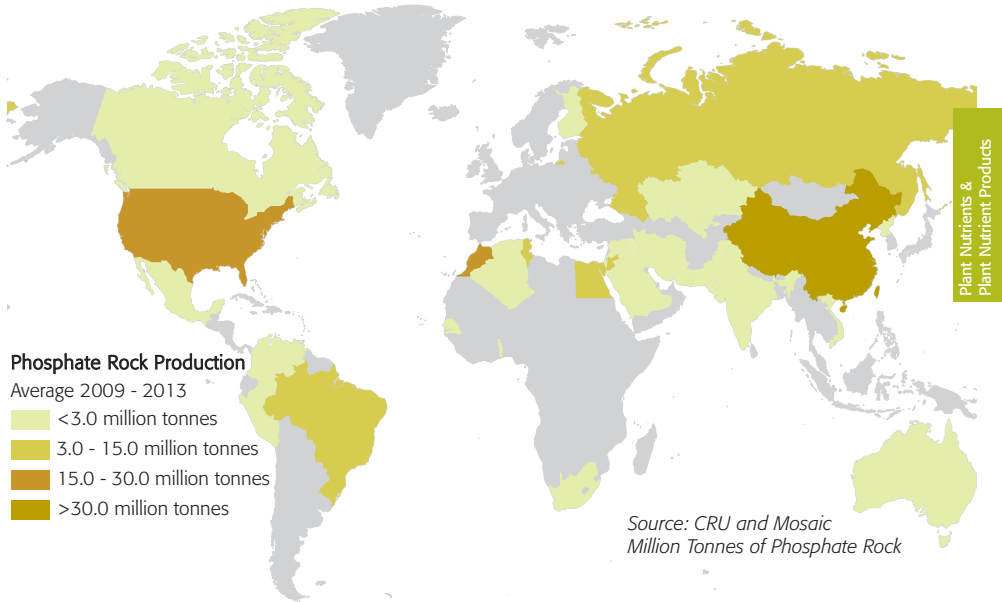 Phosphate Rock Production
Average 2009 - 2013
<3.0 million tonnes
3.0 - 15.0 million tonnes
15.0 - 30.0 million tonnes
>30.0 million tonnes
Source: CRU and Mosaic
Million Tonnes of Phosphate Rock
Plant Nutrients &
Plant Nutrient Products